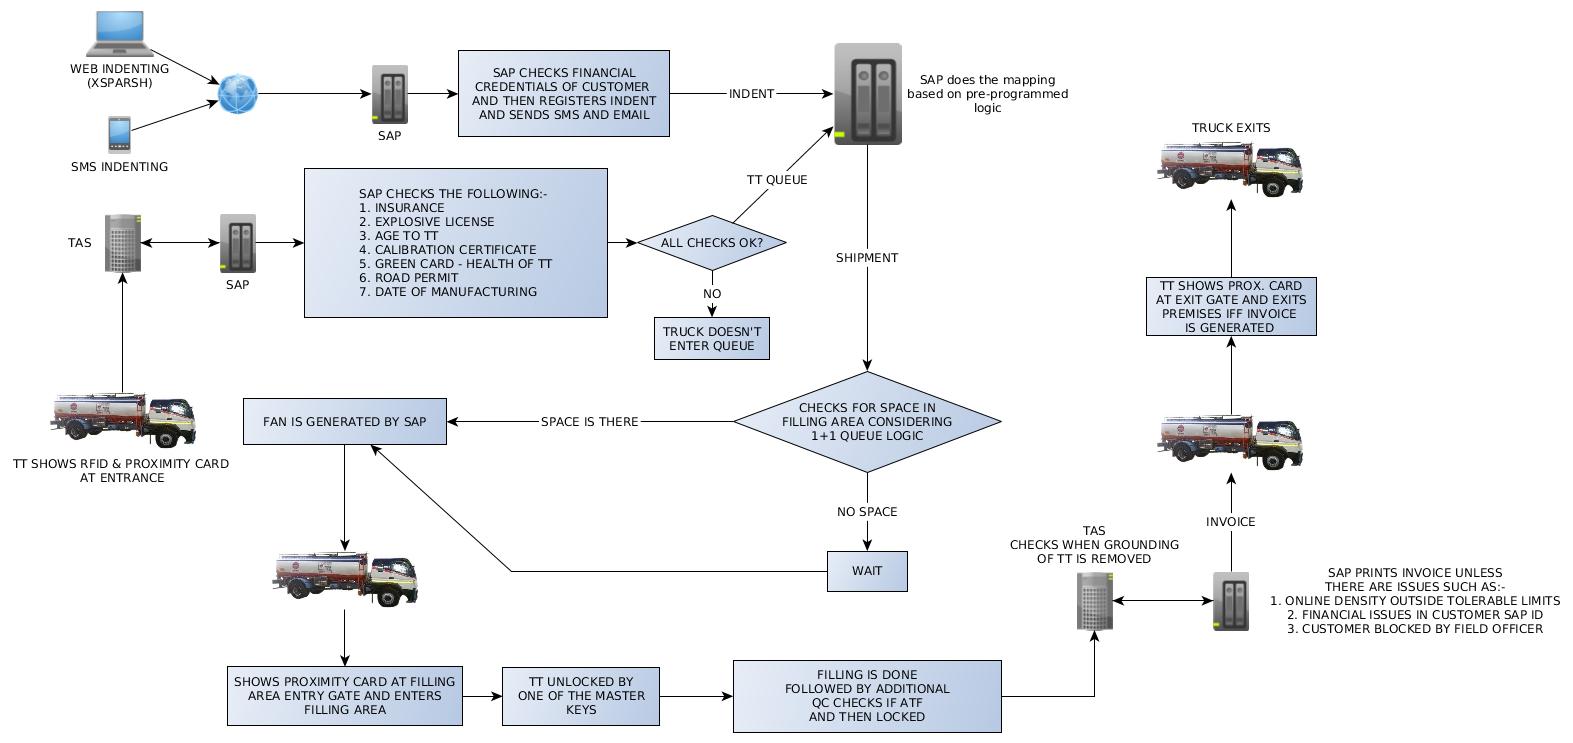 WEB INDENTING
(XSPARSH)
SMS INDENTING
SAP
SAP CHECKS FINANCIAL
CREDENTIALS OF CUSTOMER
AND THEN REGISTERS INDENT
AND SENDS SMS AND EMAIL
INDENT
SAP does the mapping
based on pre-programmed
logic
TAS
SAP
SAP CHECKS THE FOLLOWING:-
1. INSURANCE
2. EXPLOSIVE LICENSE
3. AGE TO TT
4. CALIBRATION CERTIFICATE
5. GREEN CARD - HEALTH OF TT
6. ROAD PERMIT
7. DATE OF MANUFACTURING
ALL CHECKS OK?
TT QUEUE
NO
TRUCK DOESN'T
ENTER QUEUE
SHIPMENT
TT SHOWS RFID & PROXIMITY CARD
AT ENTRANCE
CHECKS FOR SPACE IN
FILLING AREA CONSIDERING
1+1 QUEUE LOGIC
SPACE IS THERE
FAN IS GENERATED BY SAP
NO SPACE
WAIT
SHOWS PROXIMITY CARD AT FILLING
AREA ENTRY GATE AND ENTERS
FILLING AREA
TT UNLOCKED BY
ONE OF THE MASTER
KEYS
FILLING IS DONE
FOLLOWED BY ADDITIONAL
QC CHECKS IF ATF
AND THEN LOCKED
TAS
CHECKS WHEN GROUNDING
OF TT IS REMOVED
SAP PRINTS INVOICE UNLESS
THERE ARE ISSUES SUCH AS:-
1. ONLINE DENSITY OUTSIDE TOLERABLE LIMITS
2. FINANCIAL ISSUES IN CUSTOMER SAP ID
3. CUSTOMER BLOCKED BY FIELD OFFICER
INVOICE
TT SHOWS PROX. CARD
AT EXIT GATE AND EXITS
PREMISES IFF INVOICE
IS GENERATED
TRUCK EXITS